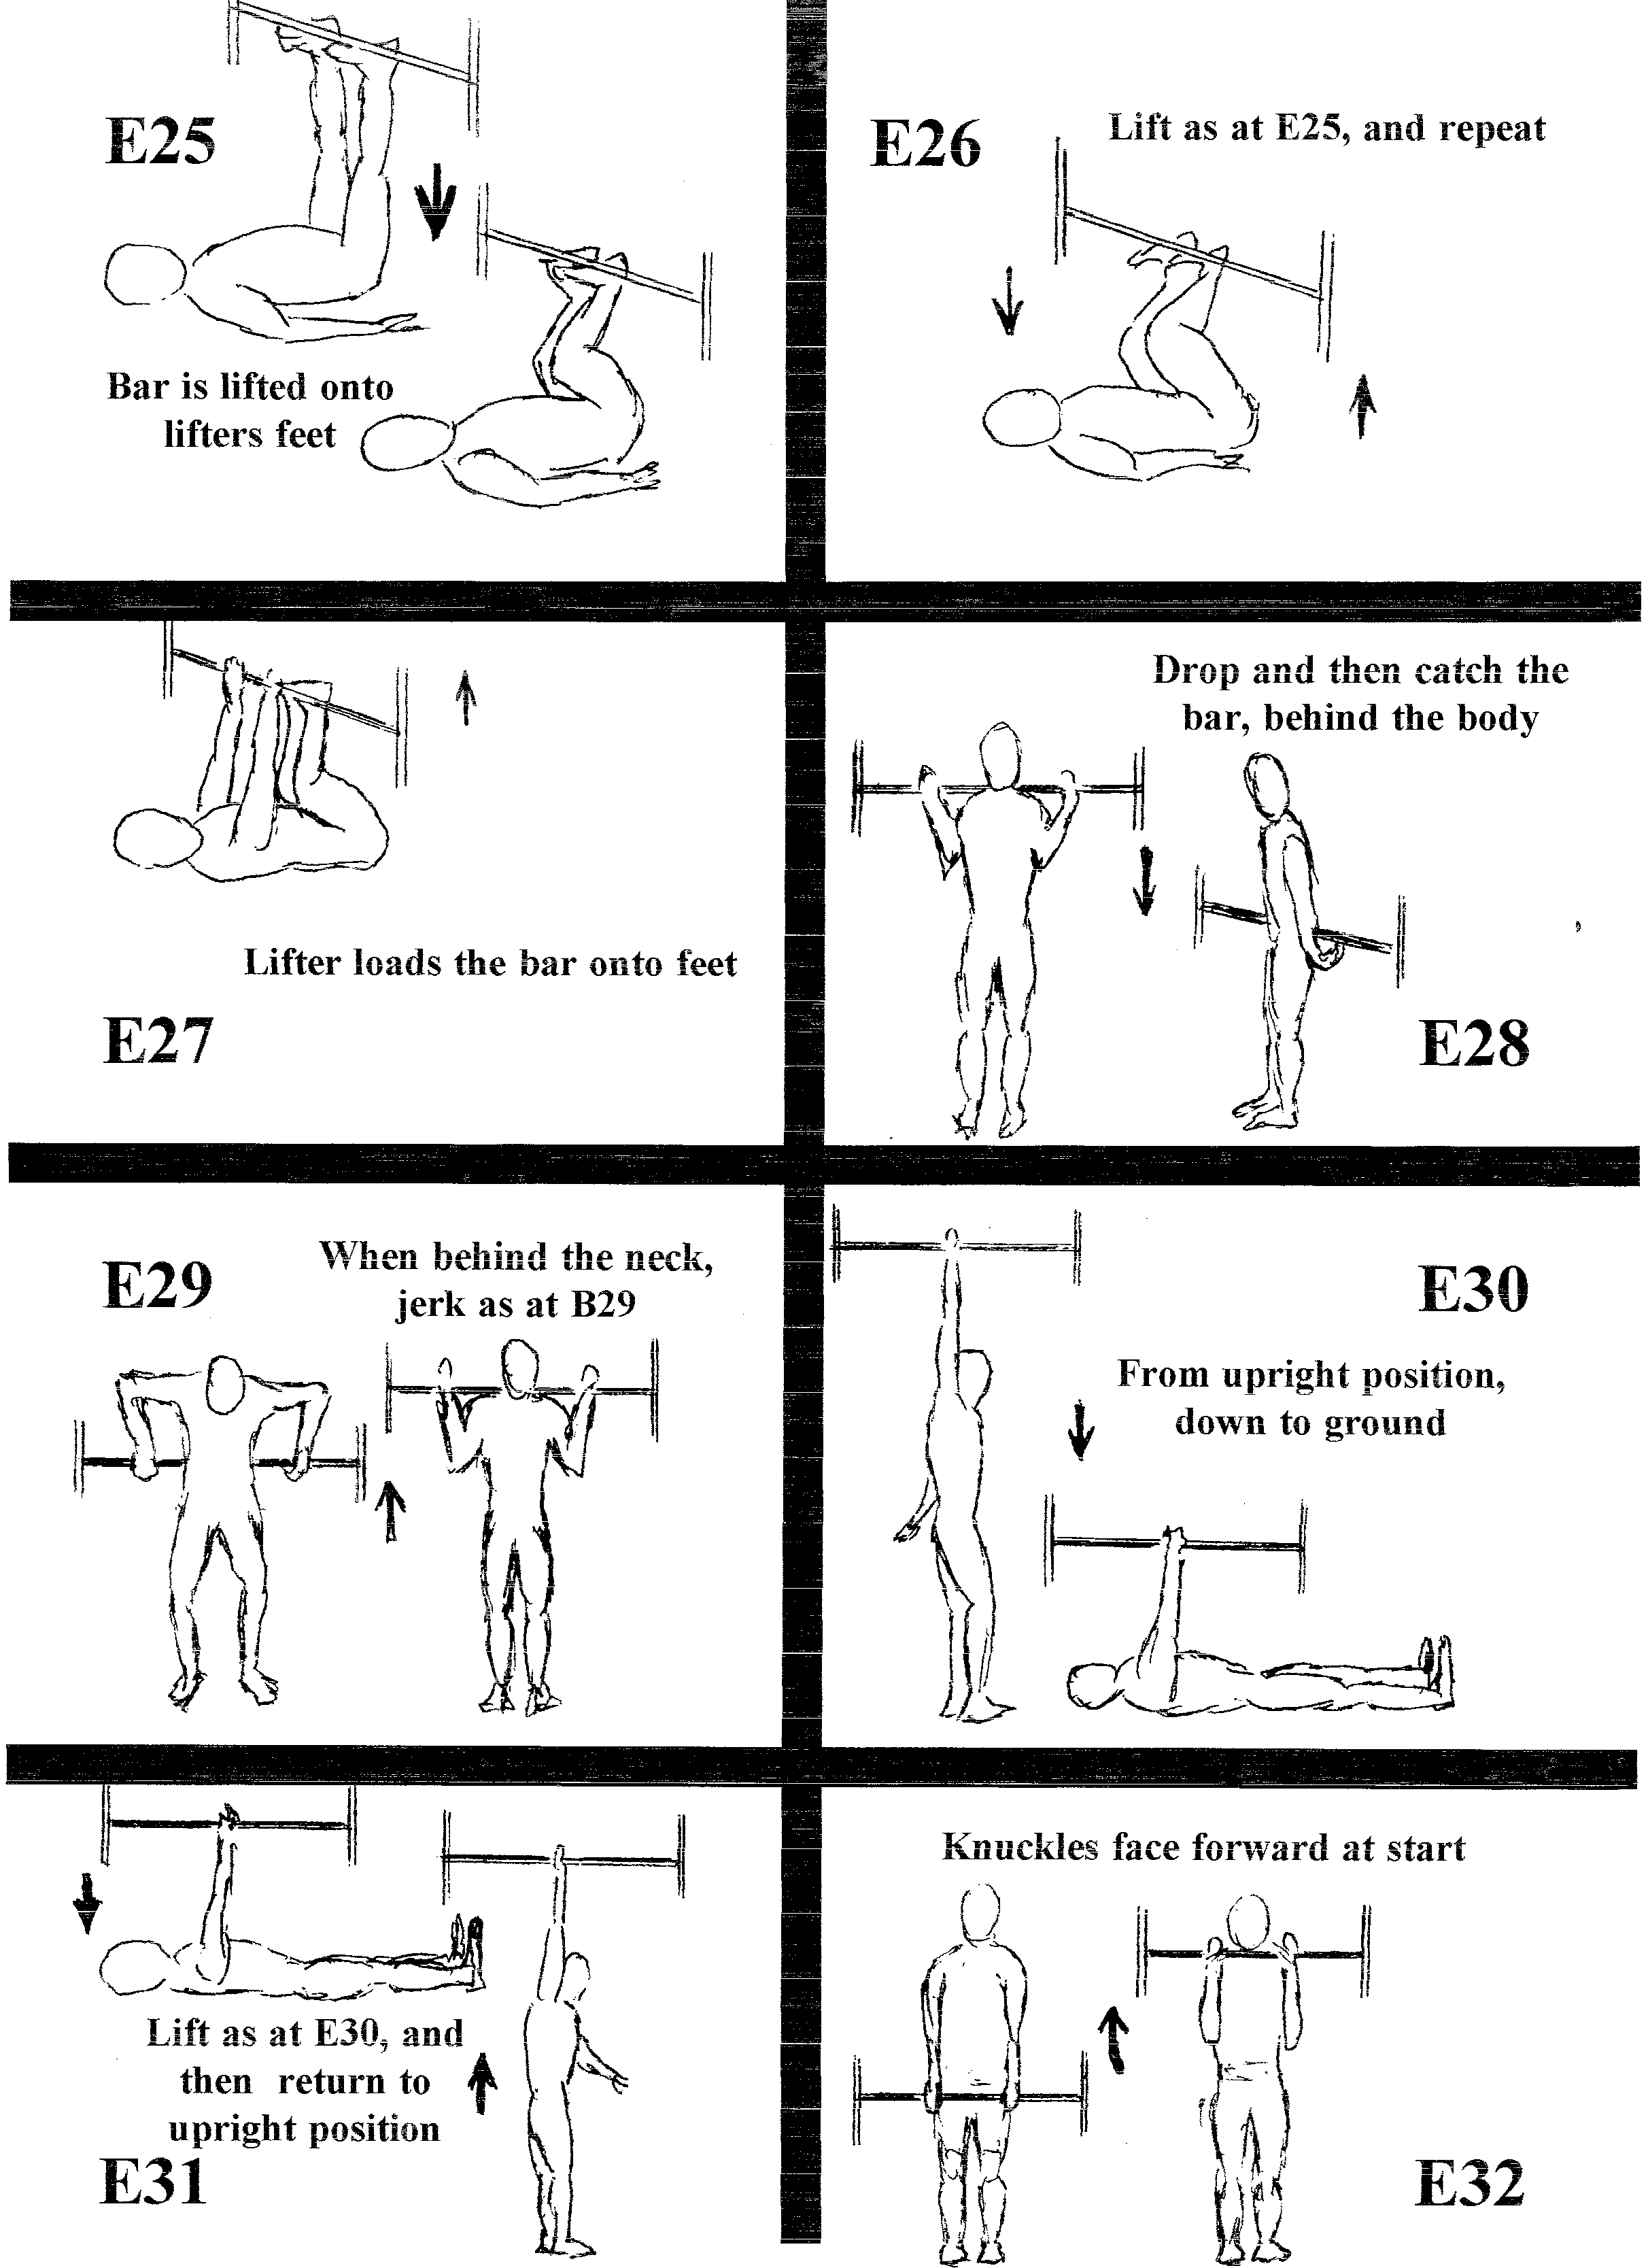 E25
Bar is lifted onto
lifters feet
E26
Lift as at E25, and repeat
Lifter loads the bar onto feet
E27
Drop and then catch the
bar, behind the body
E28
E29
When behind the neck,
jerk as at B29
E30
From upright position,
down to ground
Lift as at E30, and
then return to
upright position
E31
Knuckles face forward at start
E32